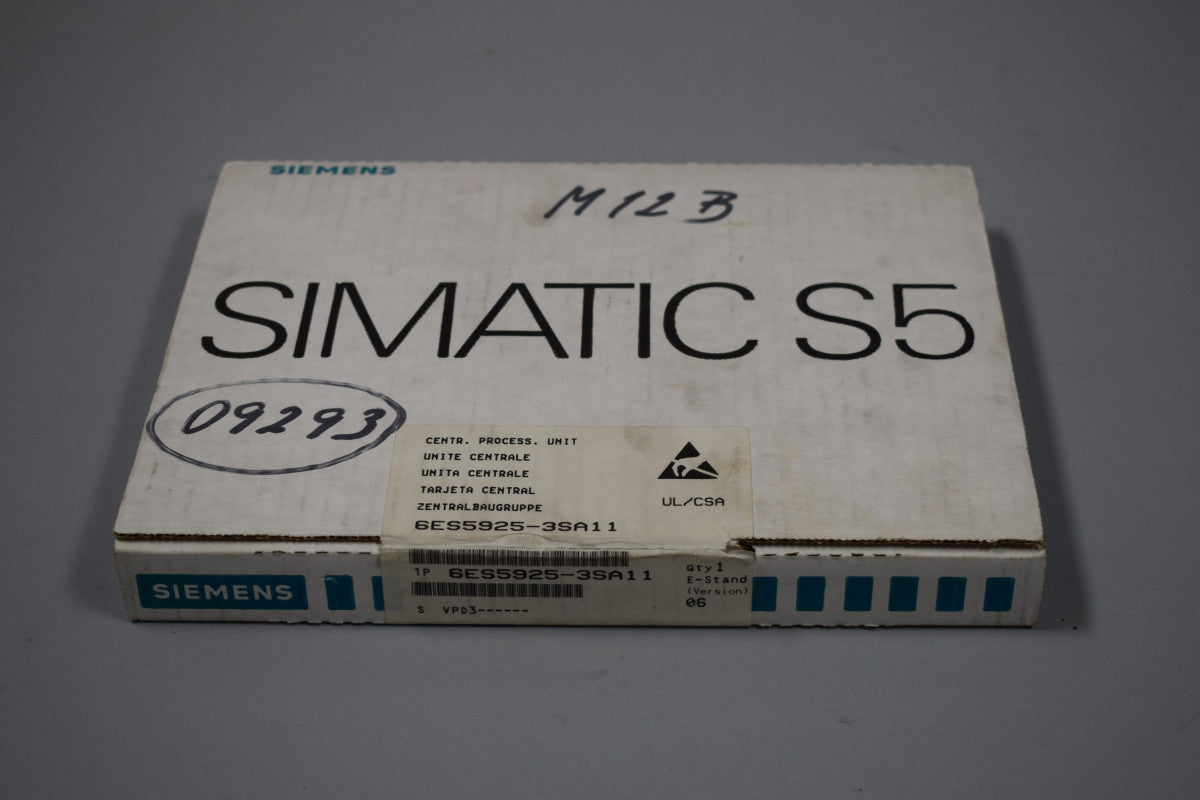 SIEMENS
M12B
SIMATIC S5
09293
CENTR. PROCESS. UNIT
UNITE CENTRALE
UNITA CENTRALE
TARJETA CENTRAL
ZENTRALBAUGRUPPE
6ES5925-3SA11
UL/CSA
1P 6ES5925-3SA11
S VPD3------
Qty 1
E-Stand
(Version)
06
SIEMENS